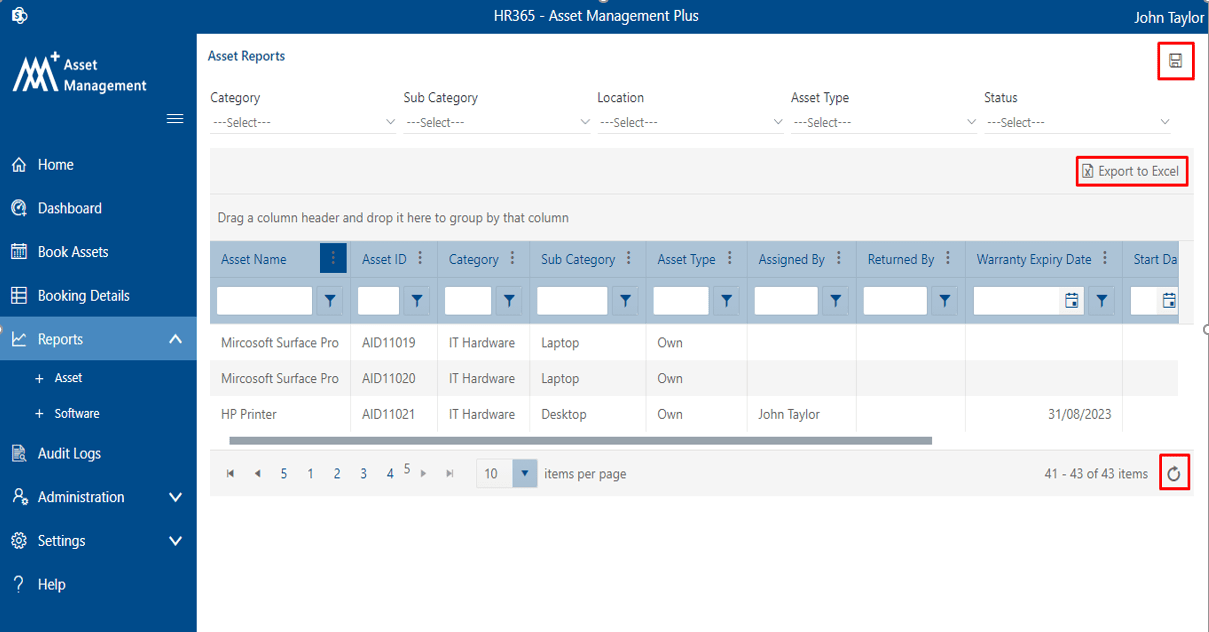 HR365 - Asset Management Plus
John Taylor
Asset
Management
Home
Dashboard
Book Assets
Booking Details
Reports
+ Asset
+ Software
Audit Logs
Administration
Settings
? Help
Asset Reports
Category Sub Category Location Asset Type Status
---Select--- ---Select--- ---Select--- ---Select--- ---Select---
Export to Excel
Drag a column header and drop it here to group by that column
Asset Name Asset ID Category Sub Category Asset Type Assigned By Returned By Warranty Expiry Date Start Da
Mircosoft Surface Pro AID11019 IT Hardware Laptop Own
Mircosoft Surface Pro AID11020 IT Hardware Laptop Own
HP Printer AID11021 IT Hardware Desktop Own John Taylor 31/08/2023
5 1 2 3 4 5 10 items per page 41 - 43 of 43 items